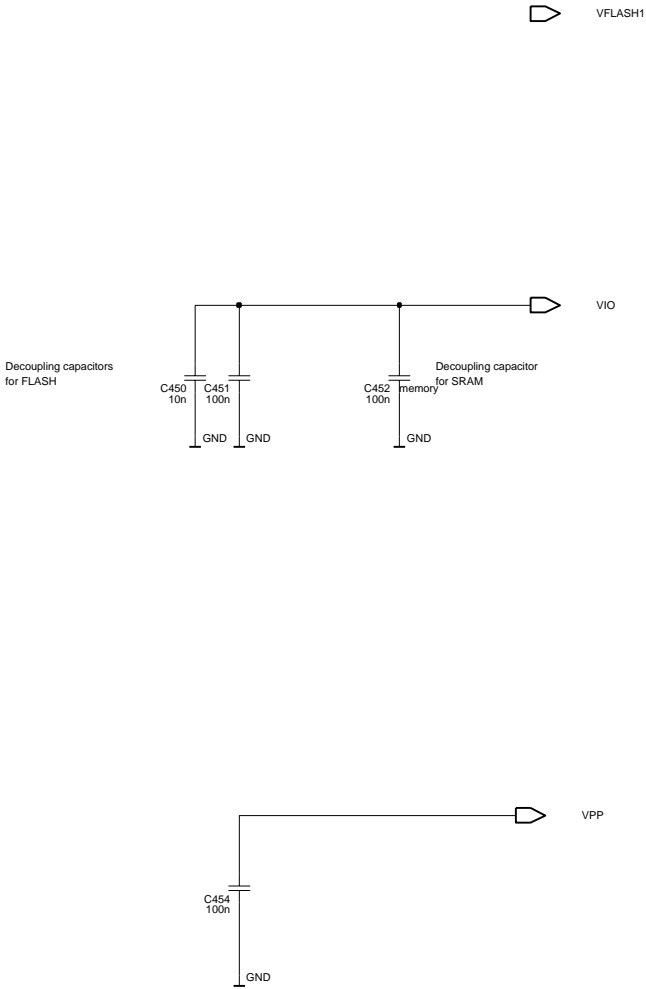 VFLASH1
VIO
Decoupling capacitors
for FLASH
Decoupling capacitor
for SRAM
C450
10n
C451
100n
C452
100n
memory
GND
GND
GND
VPP
C454
100n
GND